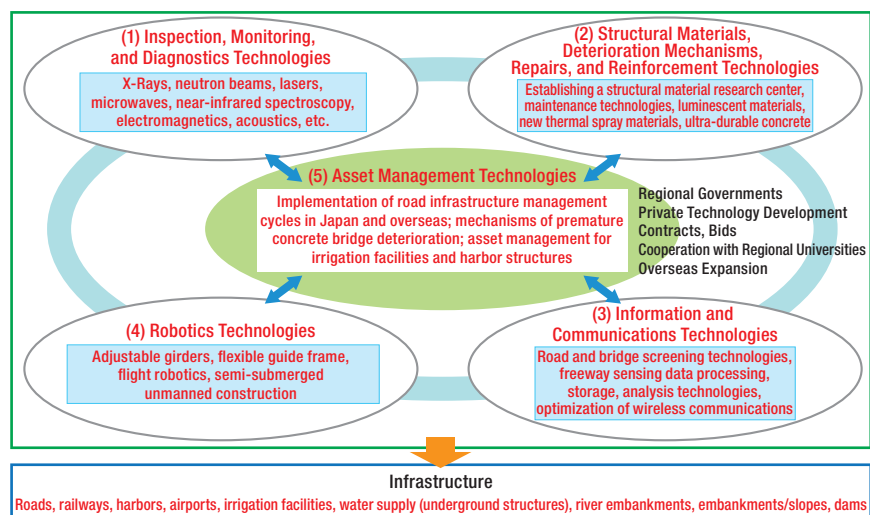 (1) Inspection, Monitoring,
and Diagnostics Technologies
X-Rays, neutron beams, lasers,
microwaves, near-infrared spectroscopy,
electromagnetics, acoustics, etc.
(2) Structural Materials,
Deterioration Mechanisms,
Repairs, and Reinforcement Technologies
Establishing a structural material research center,
maintenance technologies, luminescent materials,
new thermal spray materials, ultra-durable concrete
(5) Asset Management Technologies
Implementation of road infrastructure management
cycles in Japan and overseas; mechanisms of premature
concrete bridge deterioration; asset management for
irrigation facilities and harbor structures
Regional Governments
Private Technology Development
Contracts, Bids
Cooperation with Regional Universities
Overseas Expansion
(4) Robotics Technologies
Adjustable girders, flexible guide frame,
flight robotics, semi-submerged
unmanned construction
(3) Information and
Communications Technologies
Road and bridge screening technologies,
freeway sensing data processing,
storage, analysis technologies,
optimization of wireless communications
Infrastructure
Roads, railways, harbors, airports, irrigation facilities, water supply (underground structures), river embankments, embankments/slopes, dams